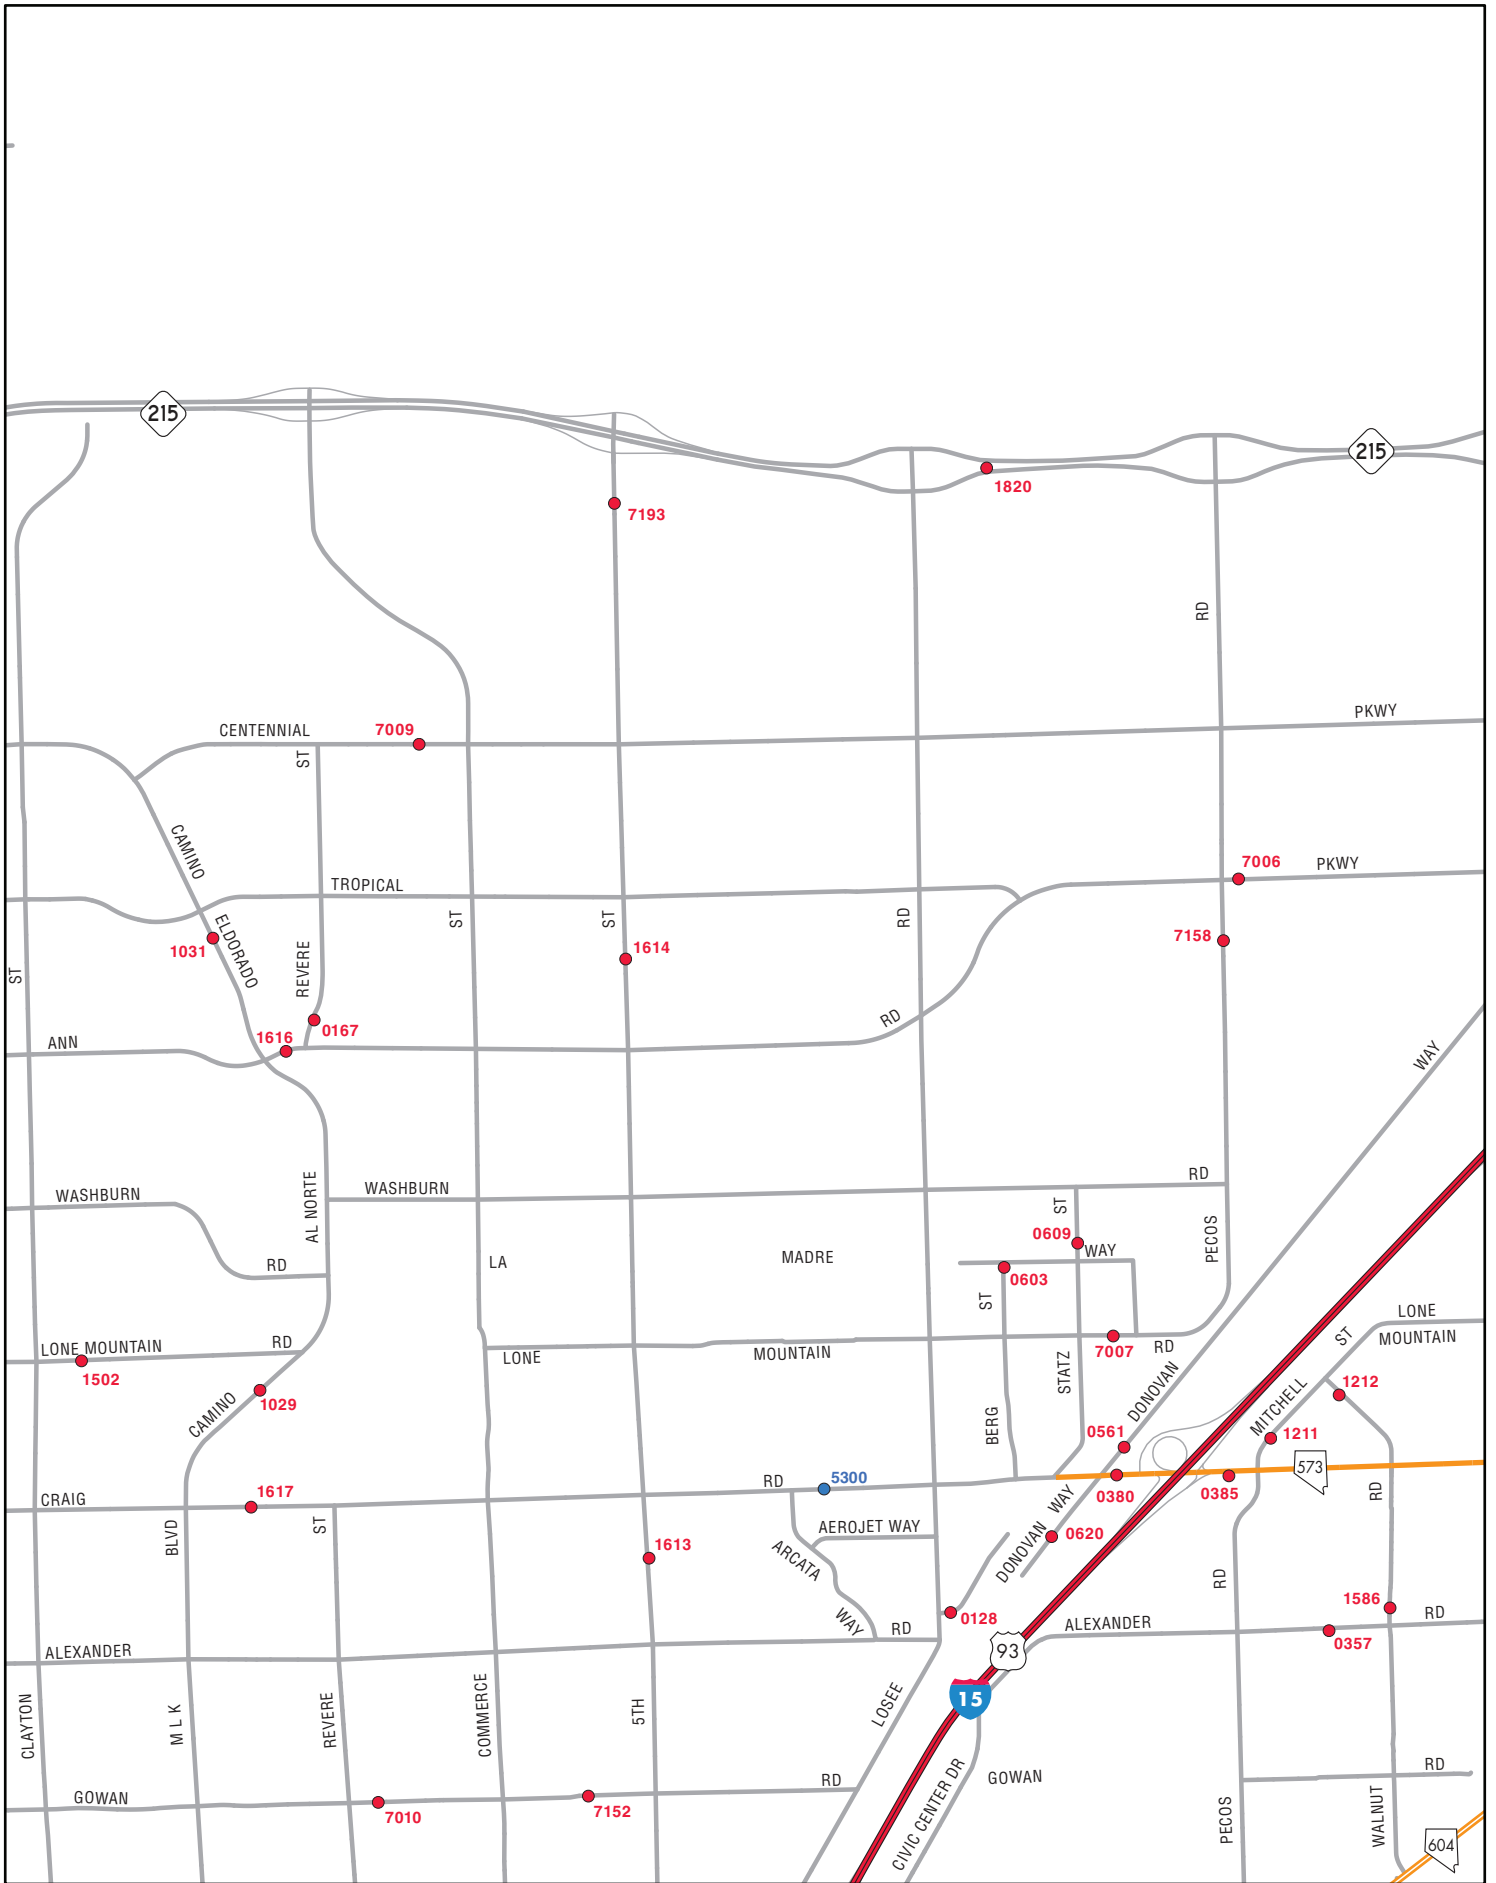 215
215
1820
7193
RD
PKWY
CENTENNIAL
7009
ST
CAMINO
7006
PKWY
TROPICAL
ST
ST
RD
7158
1031
ELDORADO
1614
REVERE
ST
RD
0167
1616
ANN
WAY
RD
WASHBURN
WASHBURN
AL NORTE
ST
0609
PECOS
WAY
LA
MADRE
RD
0603
ST
LONE
MOUNTAIN
ST
LONE MOUNTAIN
RD
7007
RD
LONE
MOUNTAIN
1502
STATZ
1212
1029
DONOVAN
MITCHELL
CAMINO
BERG
0561
1211
573
RD
5300
0380
0385
RD
CRAIG
1617
WAY
ST
BLVD
AEROJET WAY
0620
DONOVAN
1613
ARCATA
RD
1586
0128
WAY
RD
ALEXANDER
RD
0357
ALEXANDER
93
15
CLAYTON
M L K
REVERE
COMMERCE
5TH
LOSEE
RD
RD
GOWAN
GOWAN
7010
7152
CIVIC CENTER DR
PECOS
WALNUT
604